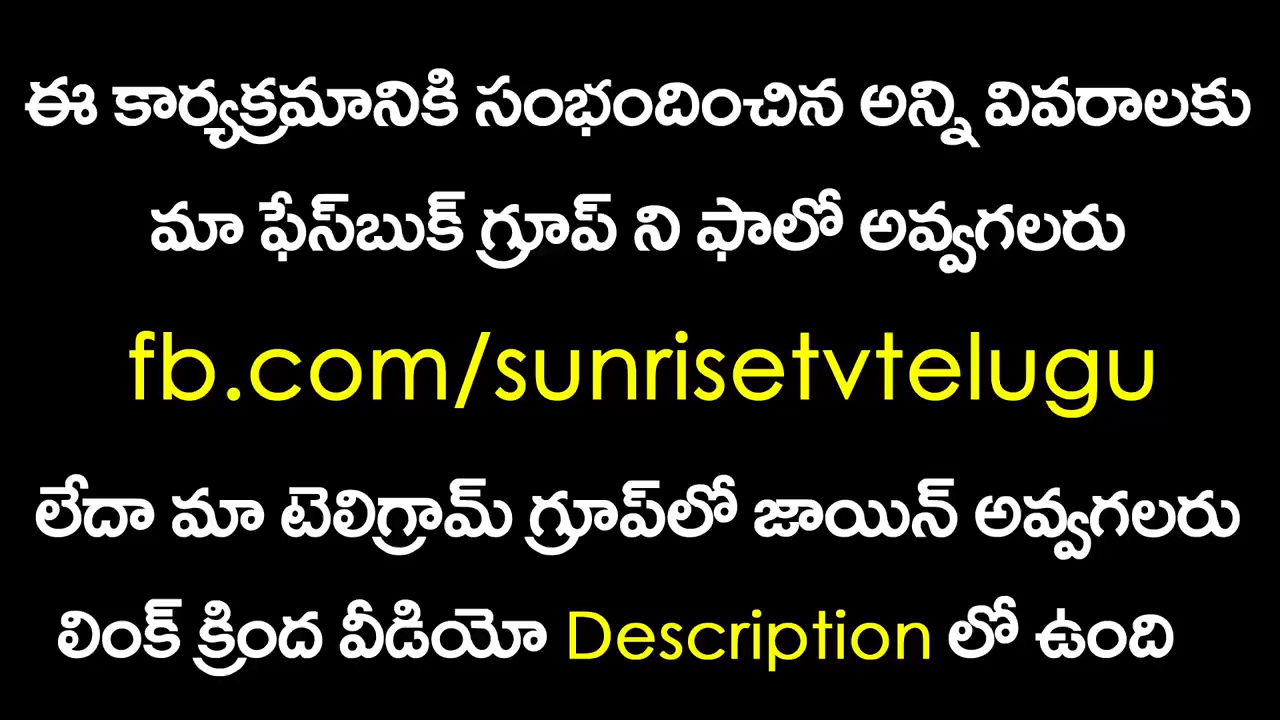 ఈ కార్యక్రమానికి సంభందించిన అన్ని వివరాలకు
మా ఫేస్‌బుక్ గ్రూప్ ని ఫాలో అవ్వగలరు
fb.com/sunrisetvtelugu
లేదా మా టెలిగ్రామ్ గ్రూప్‌లో జాయిన్ అవ్వగలరు
లింక్ క్రింద వీడియో Description లో ఉంది